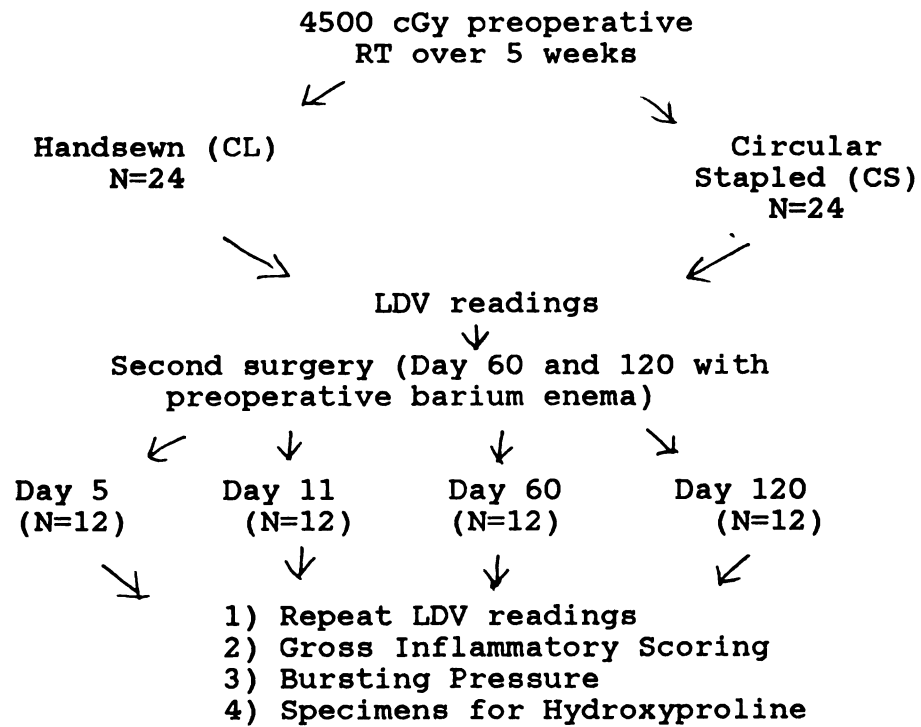 4500 cGy preoperative
RT over 5 weeks
Handsewn (CL)
N=24
Circular
Stapled (CS)
N=24
LDV readings
Second surgery (Day 60 and 120 with
preoperative barium enema)
Day 5
(N=12)
Day 11
(N=12)
Day 60
(N=12)
Day 120
(N=12)
1) Repeat LDV readings
2) Gross Inflammatory Scoring
3) Bursting Pressure
4) Specimens for Hydroxyproline